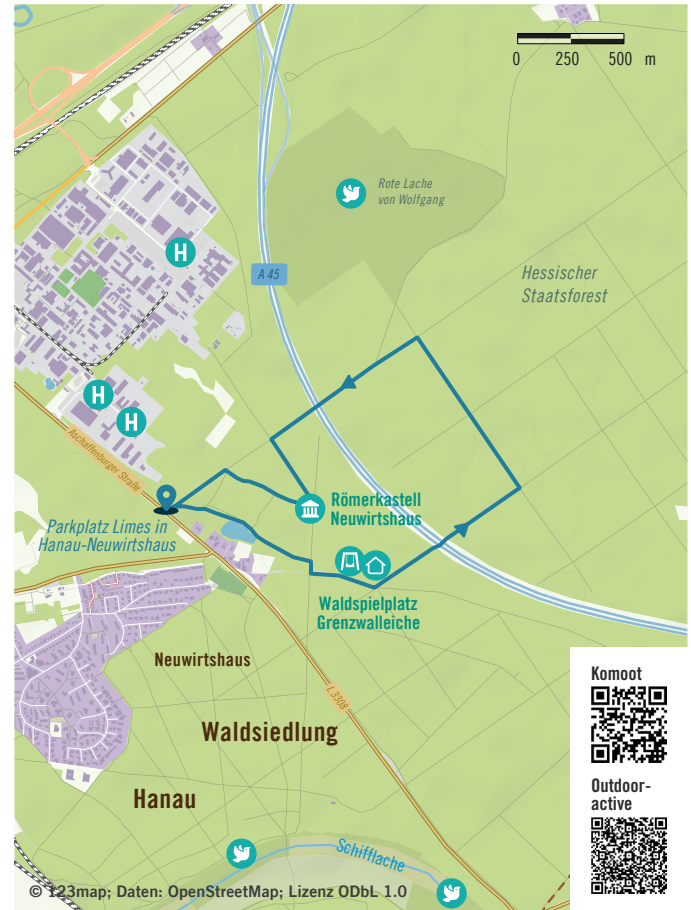 0 250 500 m
Rote Lache
von Wolfgang
H
A 45
Hessischer
Staatsforest
H
H
Aschaffenburger Straße
Römerkastell
Neuwirtshaus
Parkplatz Limes in
Hanau-Neuwirtshaus
Waldspielplatz
Grenzwalleiche
Neuwirtshaus
L 3308
Komoot
Waldsiedlung
Outdoor-
active
Hanau
Schifflache
© 123map; Daten: OpenStreetMap; Lizenz ODbL 1.0